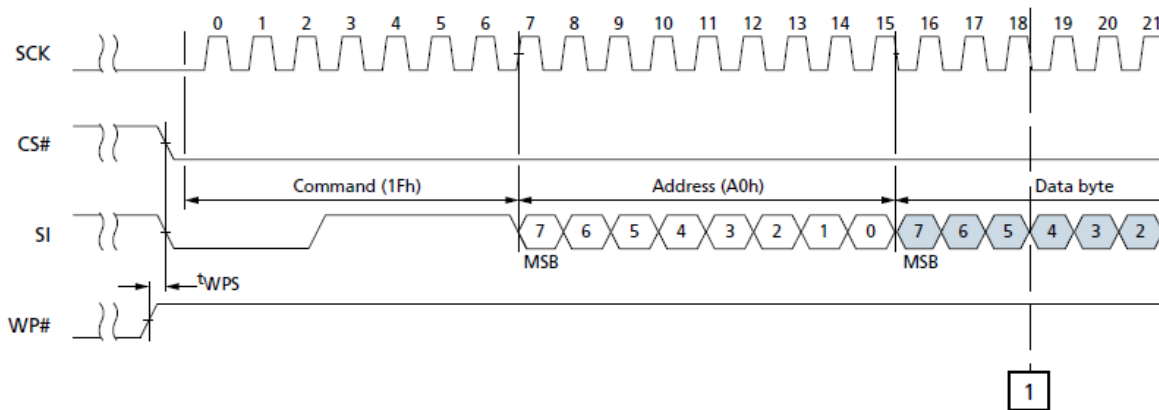 0 1 2 3 4 5 6 7 8 9 10 11 12 13 14 15 16 17 18 19 20 21
SCK
CS#
Command (1Fh) Address (A0h) Data byte
SI 7 6 5 4 3 2 1 0 7 6 5 4 3 2
MSB MSB
tWPS
WP#
1